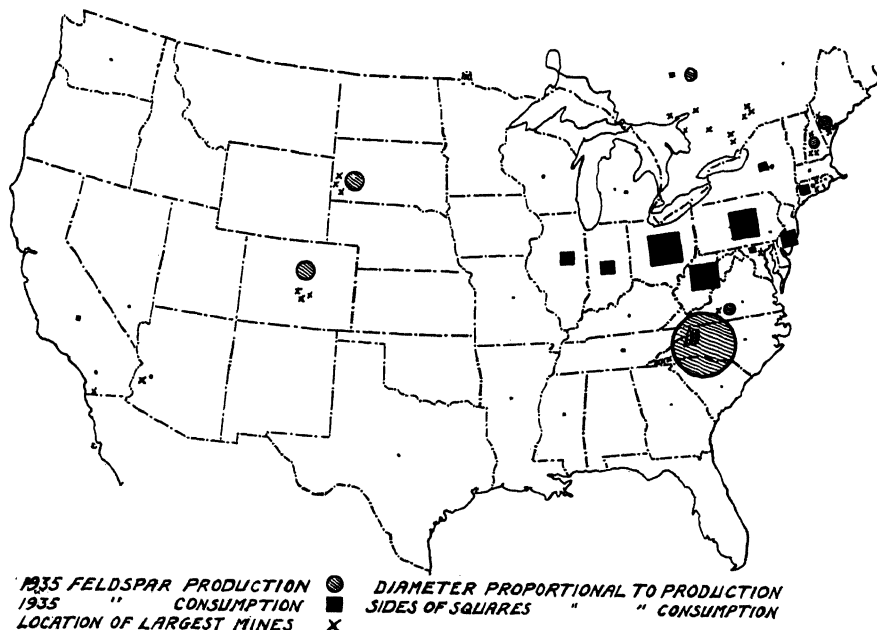 1935 FELDSPAR PRODUCTION DIAMETER PROPORTIONAL TO PRODUCTION
1935 " CONSUMPTION SIDES OF SQUARES " " CONSUMPTION
LOCATION OF LARGEST MINES X